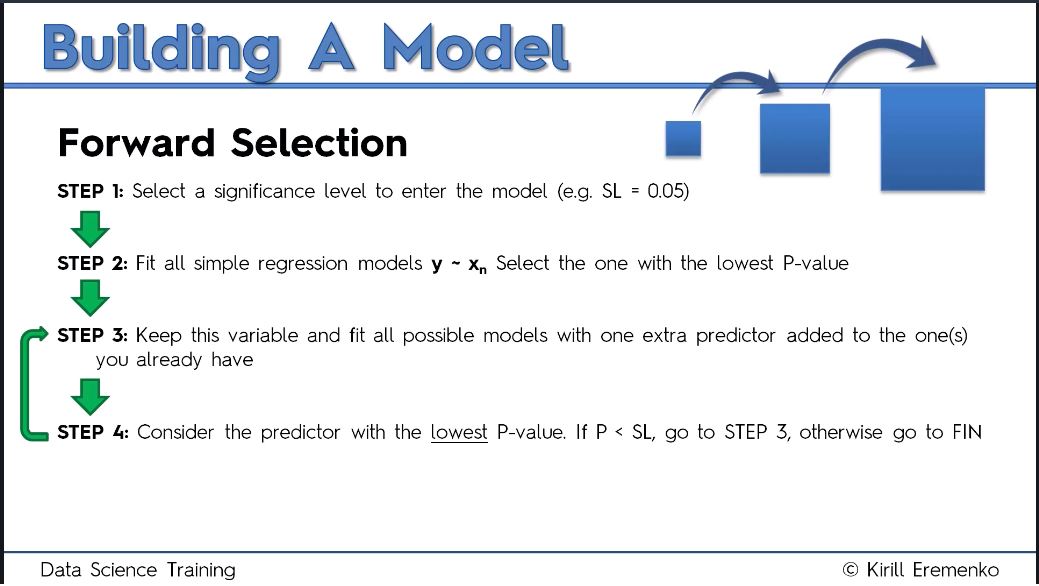 Building A Model
Forward Selection
STEP 1: Select a significance level to enter the model (e.g. SL = 0.05)
STEP 2: Fit all simple regression models y ~ xn Select the one with the lowest P-value
STEP 3: Keep this variable and fit all possible models with one extra predictor added to the one(s)
you already have
STEP 4: Consider the predictor with the lowest P-value. If P < SL, go to STEP 3, otherwise go to FIN
Data Science Training
© Kirill Eremenko